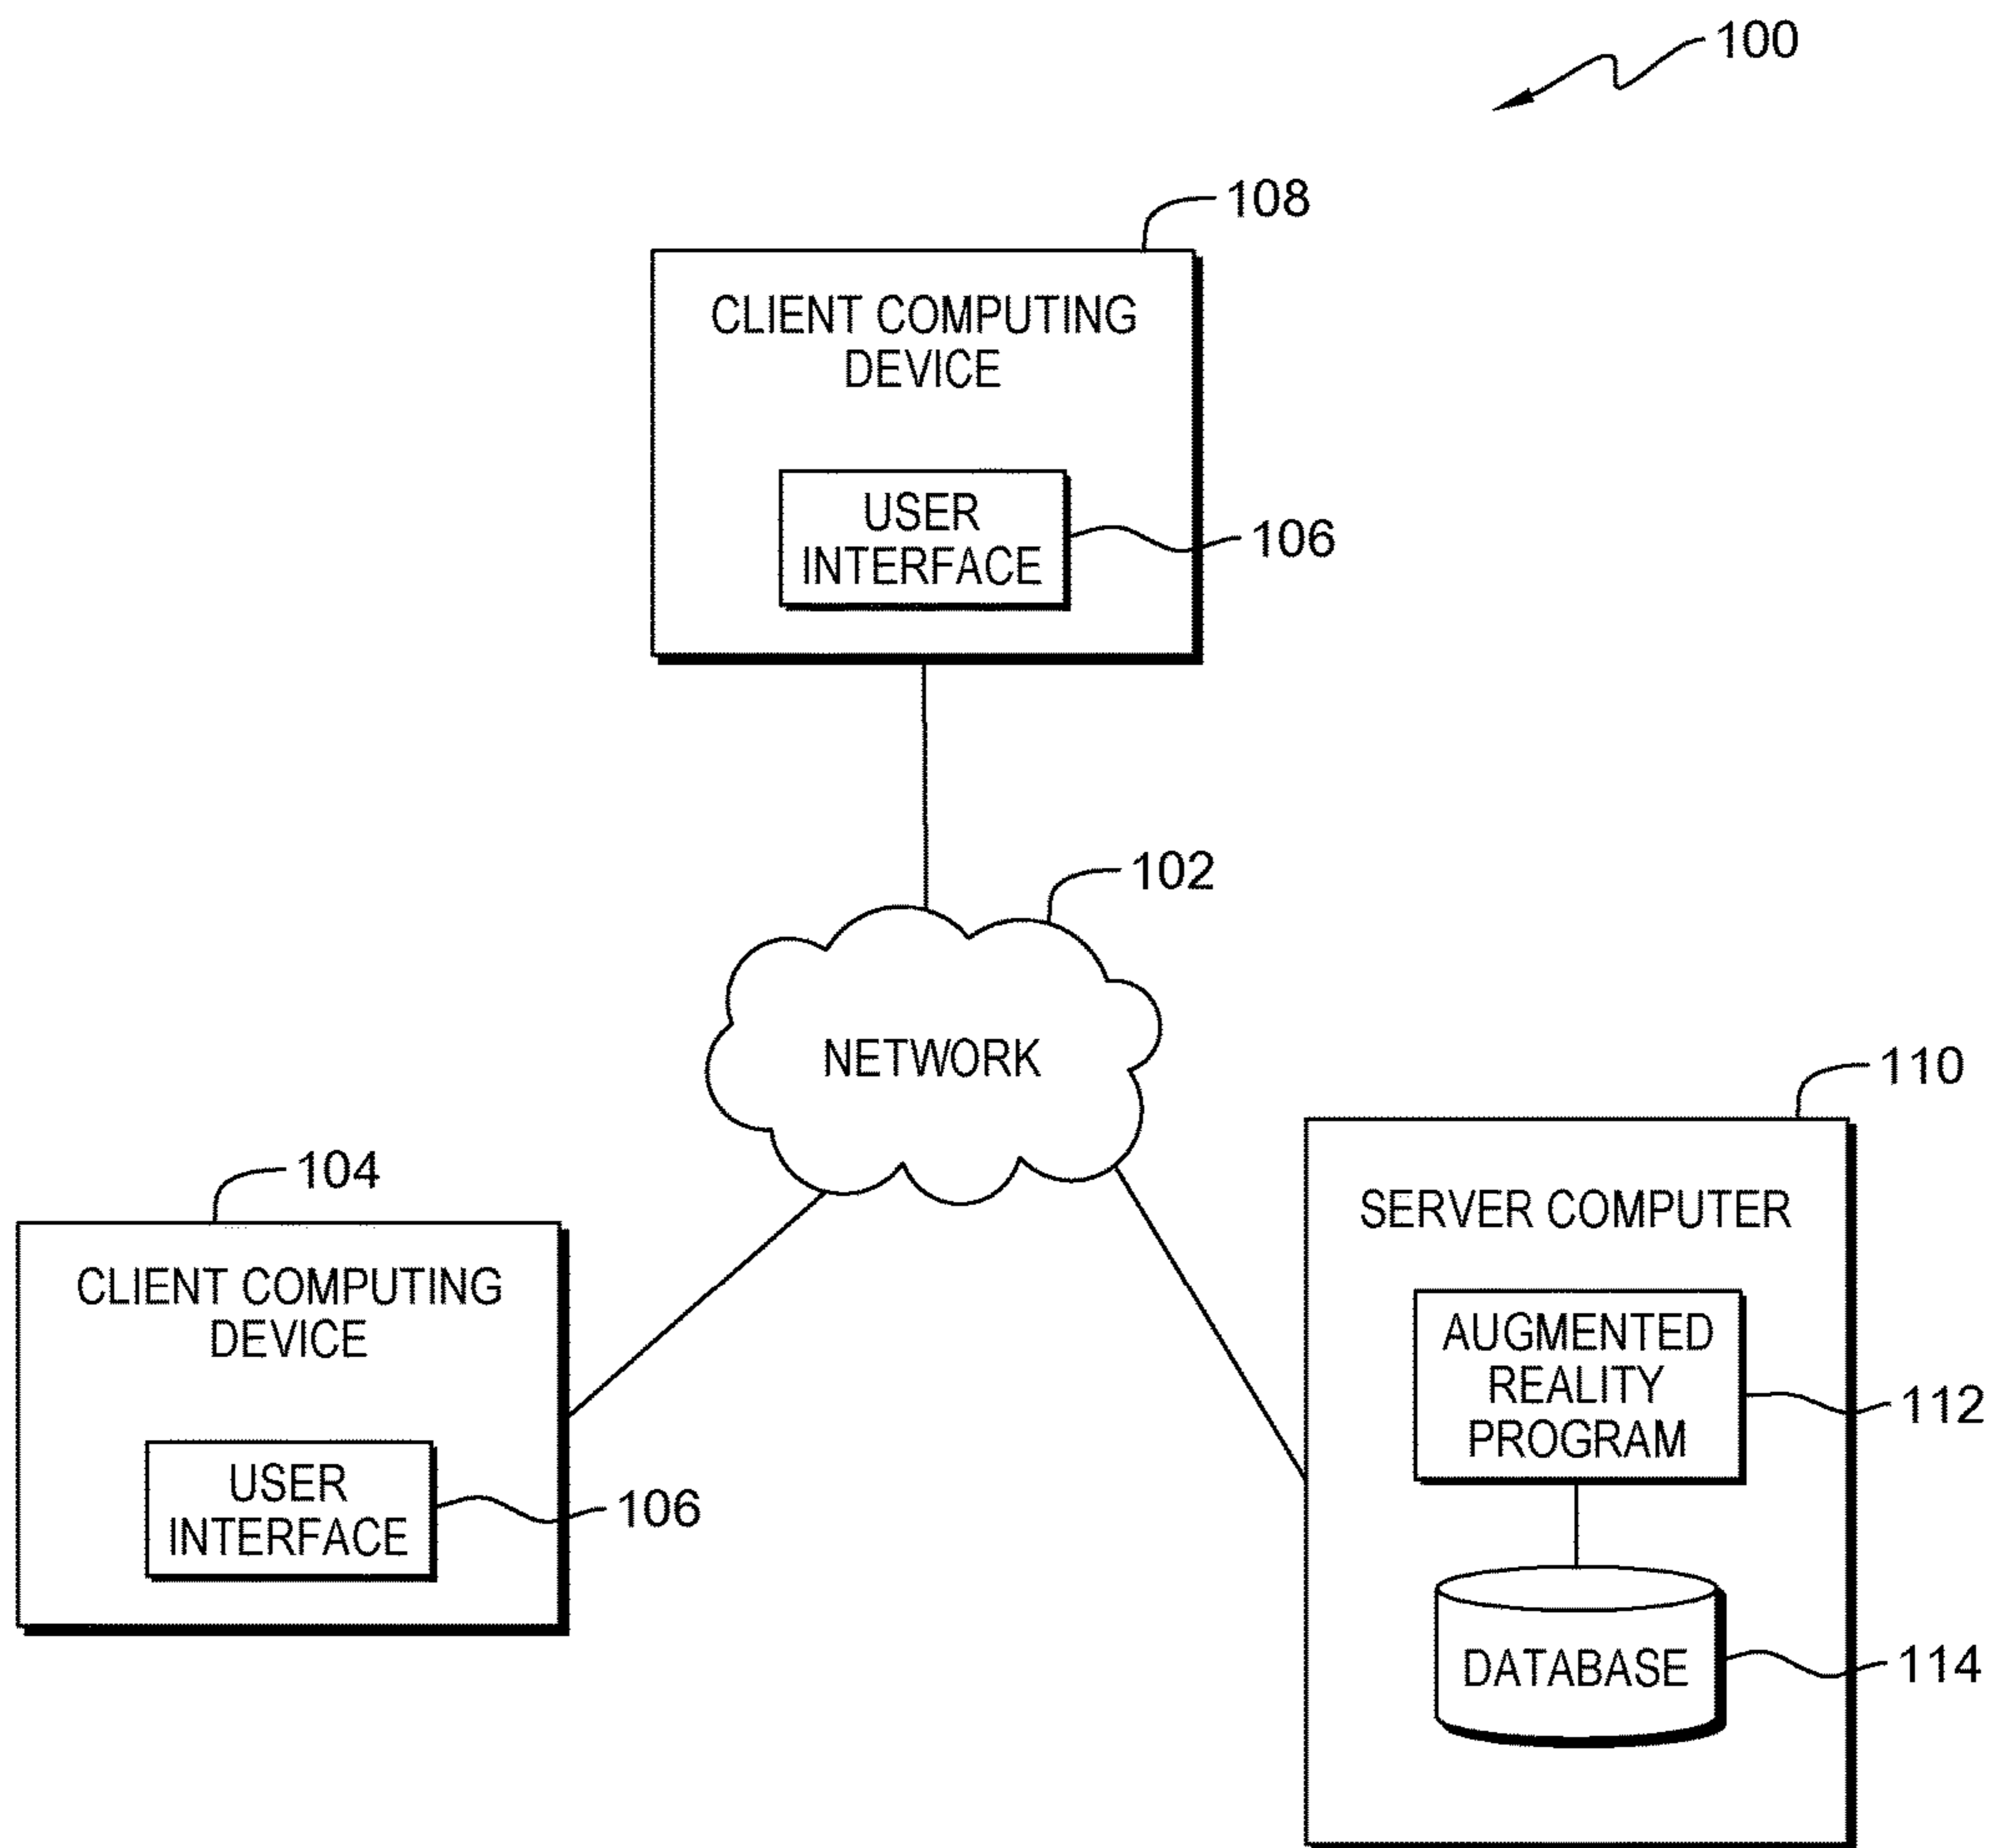 100
108
CLIENT COMPUTING
DEVICE
USER
INTERFACE
106
102
NETWORK
104
CLIENT COMPUTING
DEVICE
USER
INTERFACE
106
110
SERVER COMPUTER
AUGMENTED
REALITY
PROGRAM
112
DATABASE
114